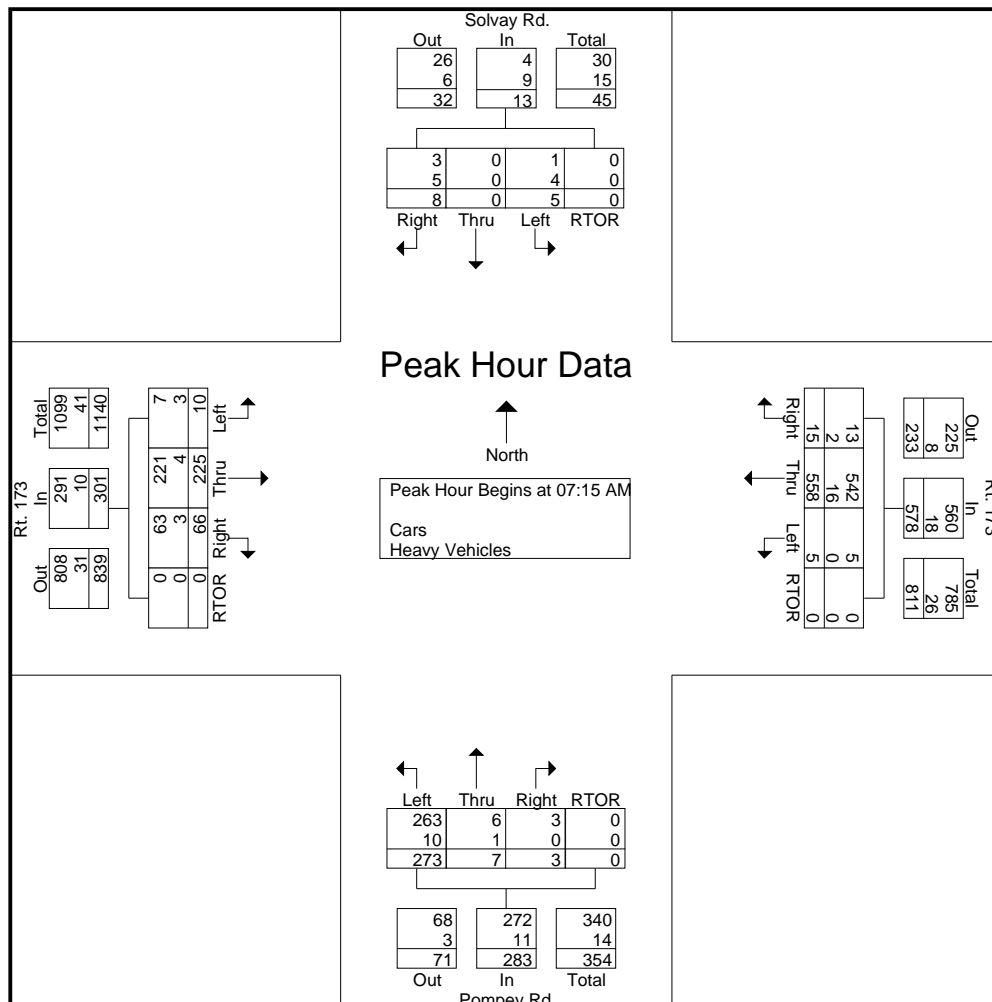 Solvay Rd.
Out In Total
26 4 30
6 9 15
32 13 45
3 0 1 0
5 0 4 0
8 0 5 0
Right Thru Left RTOR
Peak Hour Data
North
Peak Hour Begins at 07:15 AM
Cars
Heavy Vehicles
Rt. 173
Total In Out
1099 291 808
41 10 31
1140 301 839
7 221 63 0
3 4 3 0
10 225 66 0
Left Thru Right RTOR
Rt. 173
Out In Total
225 560 785
8 18 26
233 578 811
13 542 5 0
2 16 0 0
15 558 5 0
Right Thru Left RTOR
Left Thru Right RTOR
263 6 3 0
10 1 0 0
273 7 3 0
68 272 340
3 11 14
71 283 354
Out In Total
Pompey Rd.